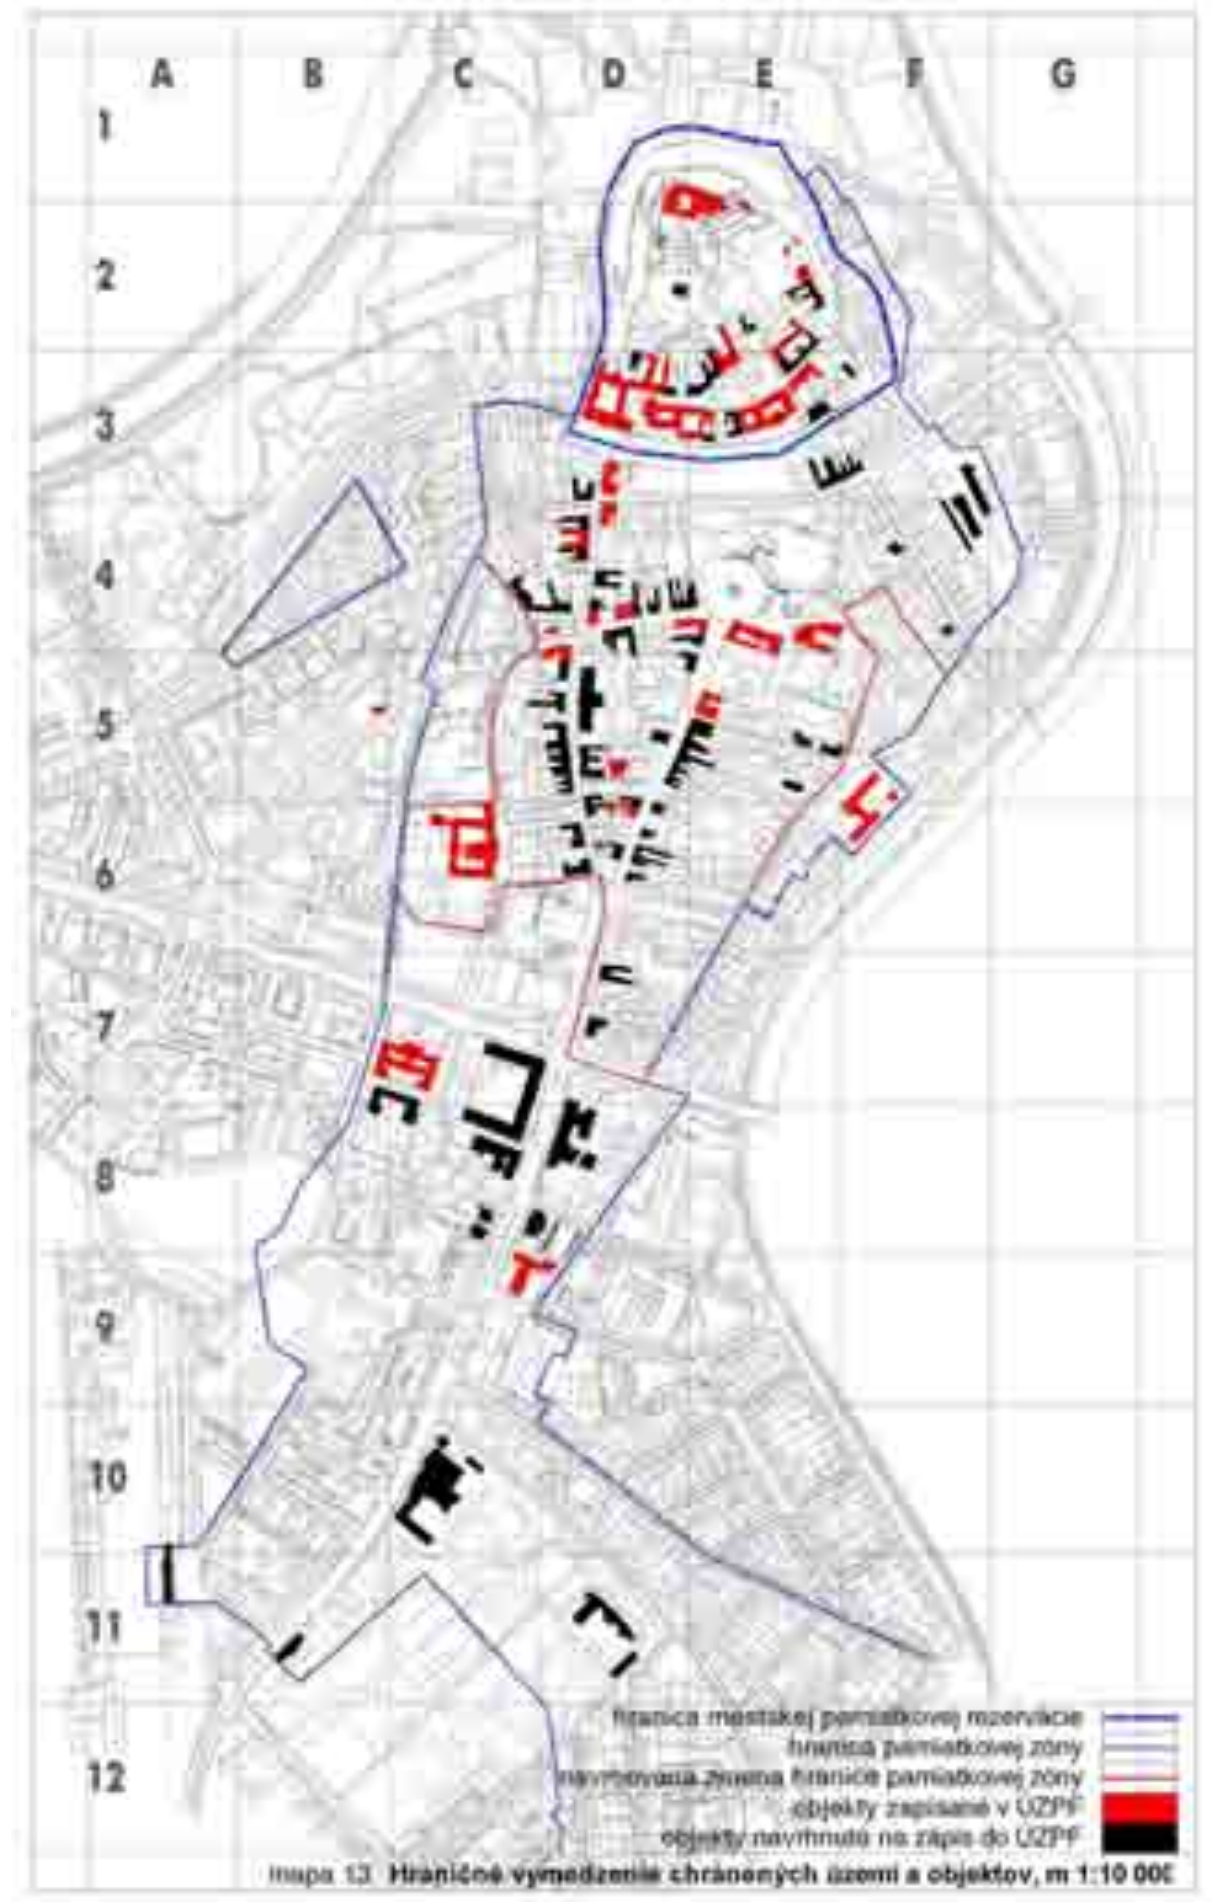 A B C D E F G
1
2
3
4
5
6
7
8
9
10
11
12
hranica mestskej pamiatkovej rezervácie
hranica pamiatkovej zóny
navrhovaná zmena hranice pamiatkovej zóny
objekty zapísané v ÚZPF
objekty navrhnuté na zápis do ÚZPF
mapa 13 Hraničné vymedzenie chránených území a objektov, m 1:10 000